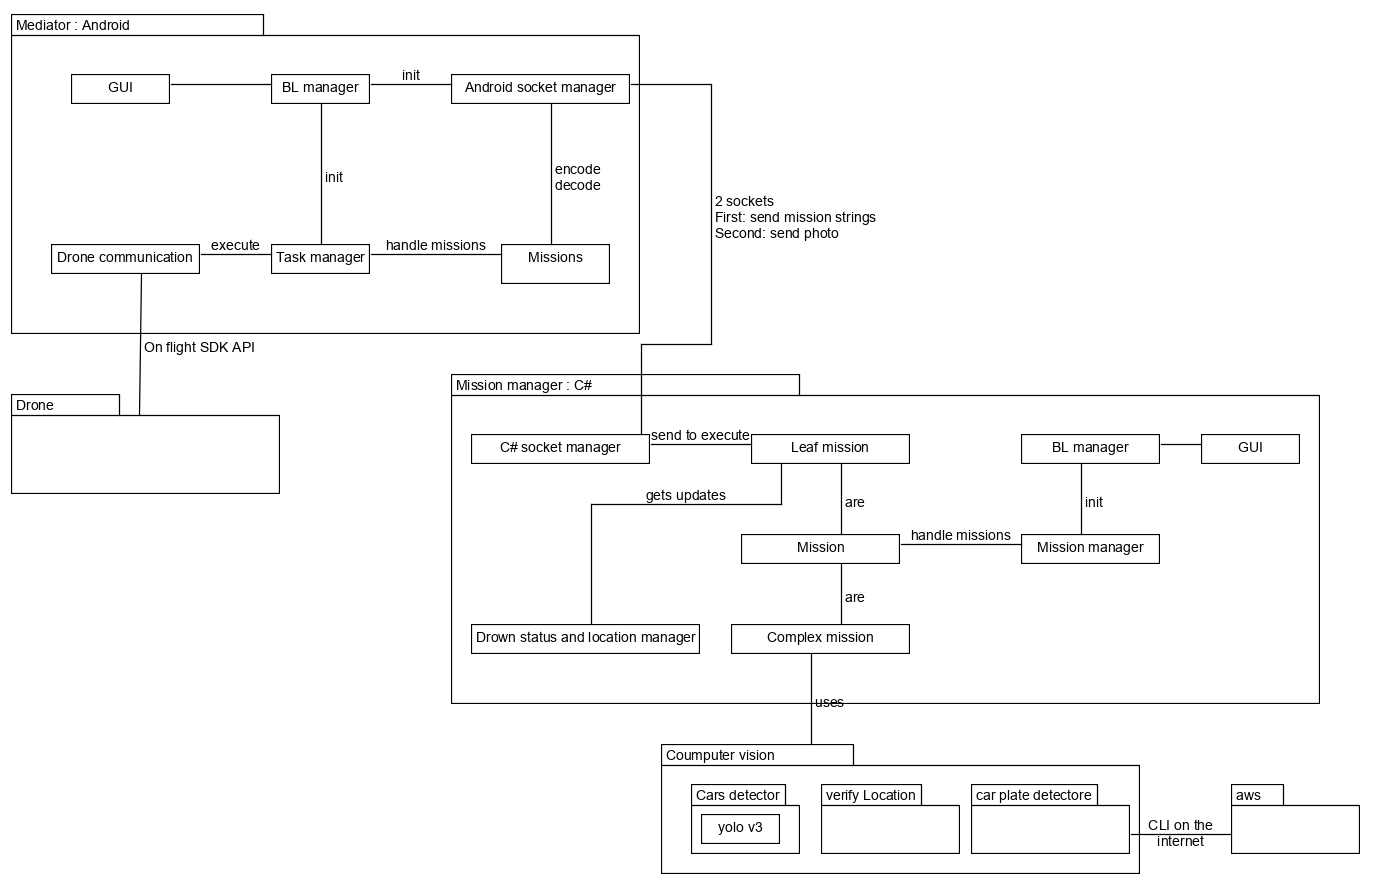 Mediator : Android
GUI
BL manager
init
Android socket manager
init
encode
decode
2 sockets
First: send mission strings
Second: send photo
Drone communication
execute
Task manager
handle missions
Missions
On flight SDK API
Drone
Mission manager : C#
C# socket manager
send to execute
Leaf mission
BL manager
GUI
gets updates
are
init
Mission
handle missions
Mission manager
are
Drown status and location manager
Complex mission
uses
Coumputer vision
Cars detector
yolo v3
verify Location
car plate detectore
CLI on the
internet
aws